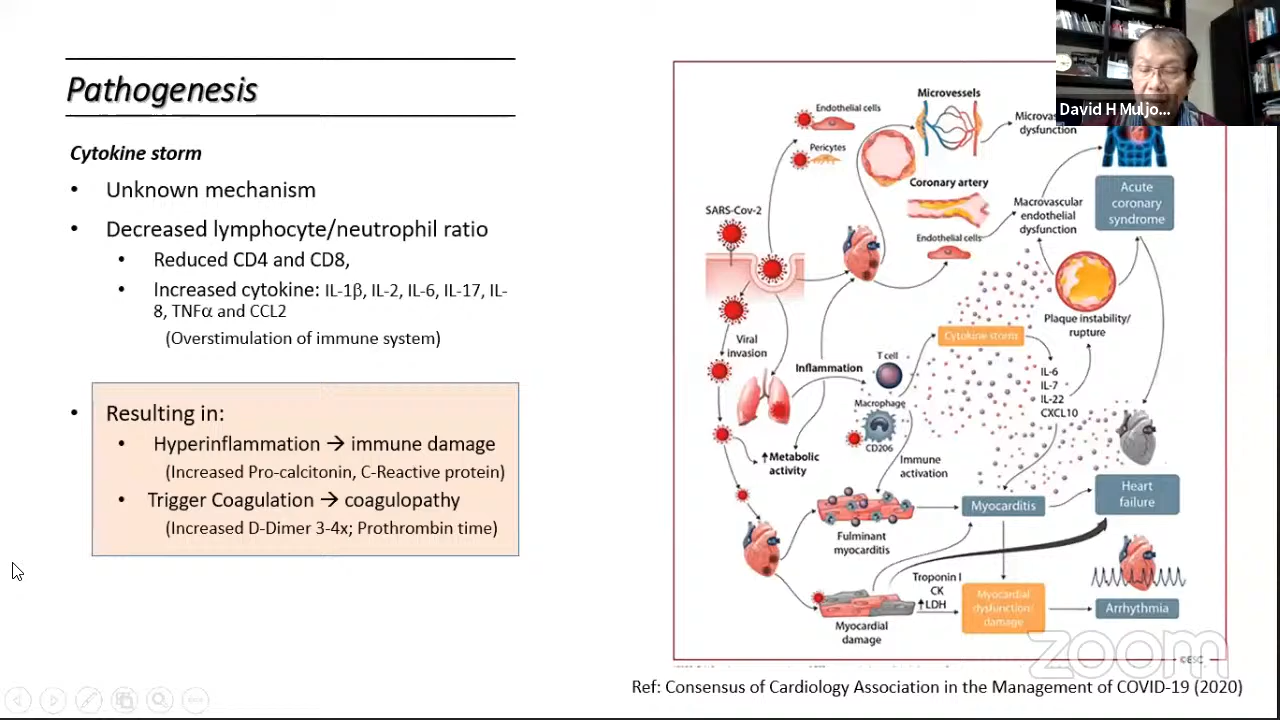 Pathogenesis
Cytokine storm
• Unknown mechanism
• Decreased lymphocyte/neutrophil ratio
• Reduced CD4 and CD8,
• Increased cytokine: IL-1β, IL-2, IL-6, IL-17, IL-
8, TNFα and CCL2
(Overstimulation of immune system)
• Resulting in:
• Hyperinflammation → immune damage
(Increased Pro-calcitonin, C-Reactive protein)
• Trigger Coagulation → coagulopathy
(Increased D-Dimer 3-4x; Prothrombin time)
David H Muljo...
Microvessels
Endothelial cells
dysfunction
Pericytes
Coronary artery
Acute
coronary
syndrome
SARS-Cov-2
Macrovascular
endothelial
dysfunction
Endothelial cells
Plaque instability/
rupture
Viral
invasion
Cytokine storm
Inflammation
T cell
IL-6
IL-7
IL-22
CXCL10
Macrophage
CD206
↑Metabolic
activity
Immune
activation
Heart
failure
Myocarditis
Fulminant
myocarditis
Troponin I
CK
↑LDH
Myocardial
dysfunction:
damage
Arrhythmia
Myocardial
damage
zoom
©ESC
Ref: Consensus of Cardiology Association in the Management of COVID-19 (2020)